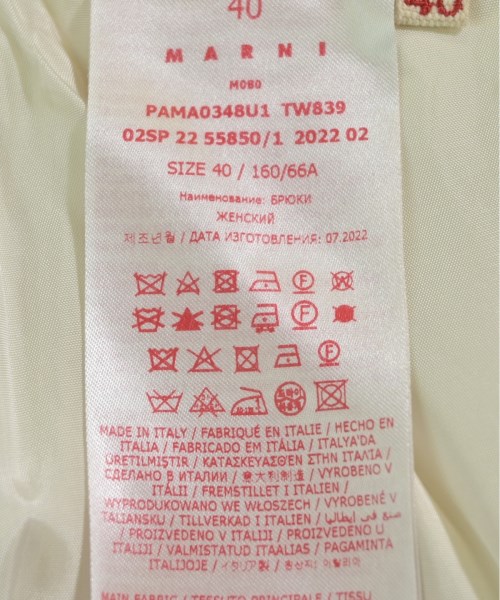 40
40
MARNI
MOBO
PAMA0348U1 TW839
02SP 22 55850/1 2022 02
SIZE 40 / 160/66A
Наименование: БРЮКИ
ЖЕНСКИЙ
제조년월 / ДАТА ИЗГОТОВЛЕНИЯ: 07.2022
MADE IN ITALY / FABRIQUÉ EN ITALIE / HECHO EN
ITALIA / FABRICADO EM ITÁLIA / ITALYA'DA
ÜRETILMIŞTIR / ΚΑΤΑΣΚΕΥΑΣΘΕΝ ΣΤΗΝ ΙΤΑΛΙΑ /
СДЕЛАНО В ИТАЛИИ / 意大利制造 / VYROBENO V
ITÁLII / FREMSTILLET I ITALIEN /
WYPRODUKOWANO WE WŁOSZECH / VYROBENÉ V
TALIANSKU / TILLVERKAD I ITALIEN / صنع في إيطاليا
/ PROIZVEDENO V ITALIJI / PROIZVEDENO U
ITALIJI / VALMISTATUD ITAALIAS / PAGAMINTA
ITALIJOJE / イタリア製 / 원산지: 이탈리아
MAIN FABRIC / TESSUTO PRINCIPALE / TISSU